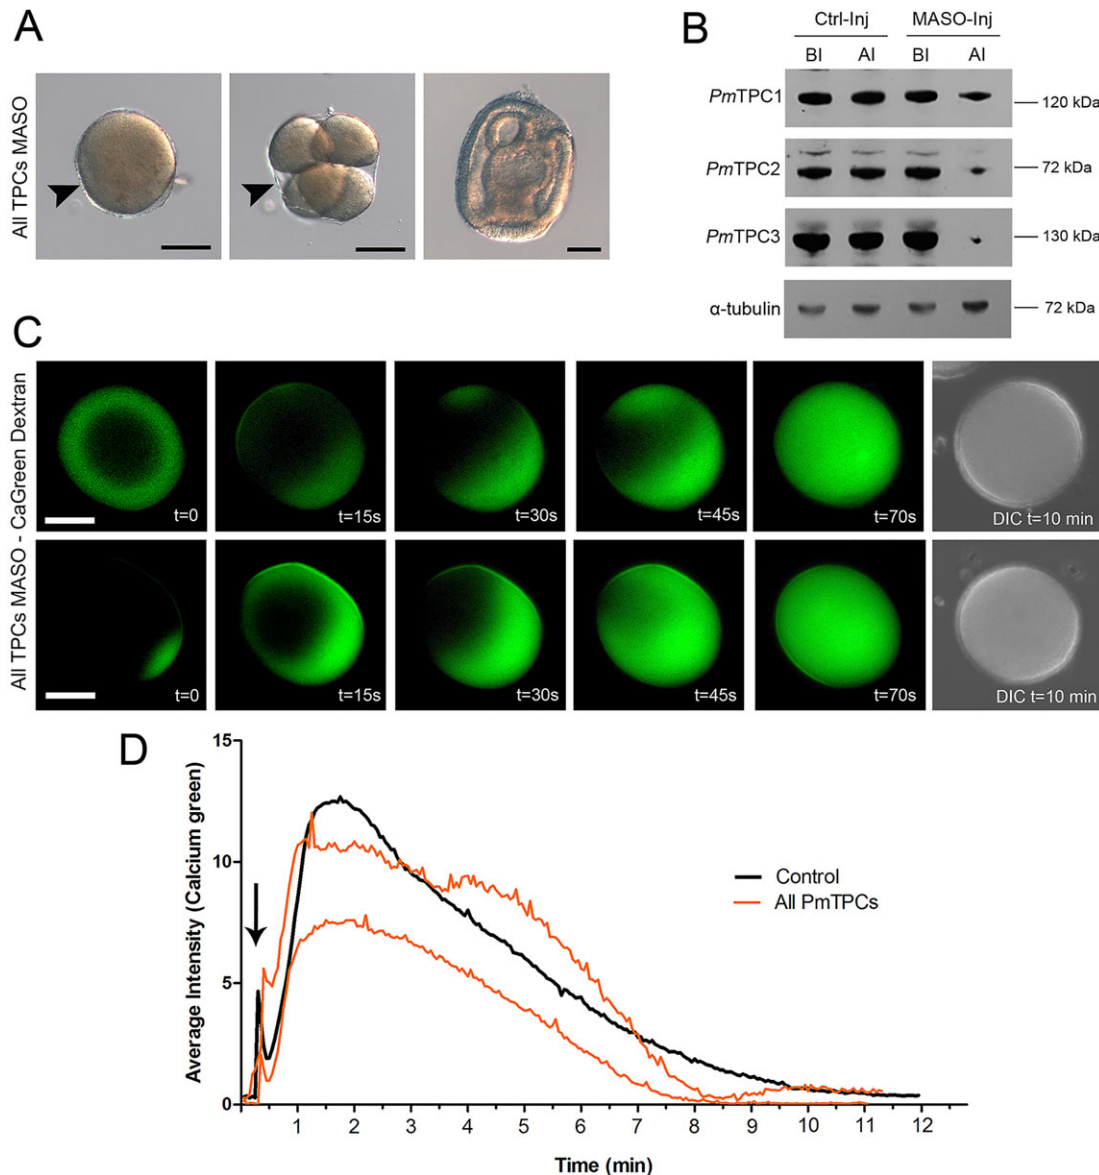 A
All TPCs MASO
B
Ctrl-Inj MASO-Inj
BI AI BI AI
PmTPC1 120 kDa
PmTPC2 72 kDa
PmTPC3 130 kDa
α-tubulin 72 kDa
C
All TPCs MASO - CaGreen Dextran
t=0 t=15s t=30s t=45s t=70s DIC t=10 min
t=0 t=15s t=30s t=45s t=70s DIC t=10 min
D
Average Intensity (Calcium green)
15
10
5
0
Control
All PmTPCs
1 2 3 4 5 6 7 8 9 10 11 12
Time (min)